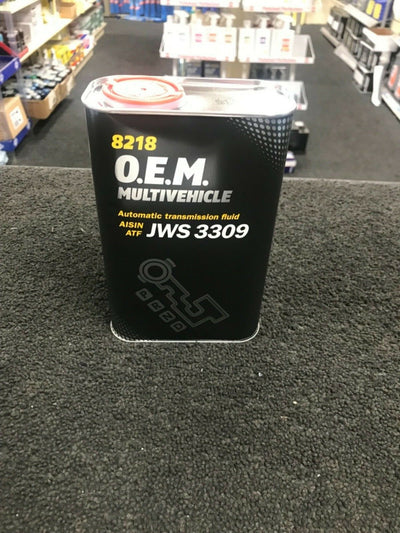 8218
O.E.M.
MULTIVEHICLE
Automatic transmission fluid
AISIN
ATF JWS 3309